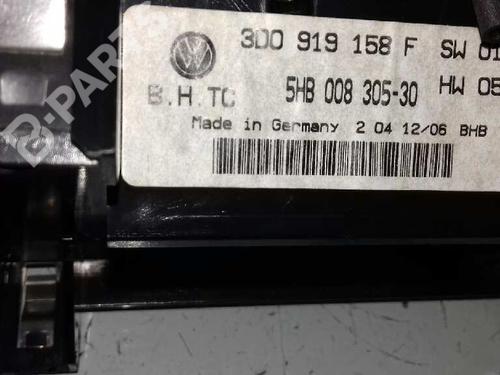 3D0 919 158 F SW 01
B.H.TC 5HB 008 305-30 HW 05
Made in Germany 2 04 12/06 BHB
B-PARTS